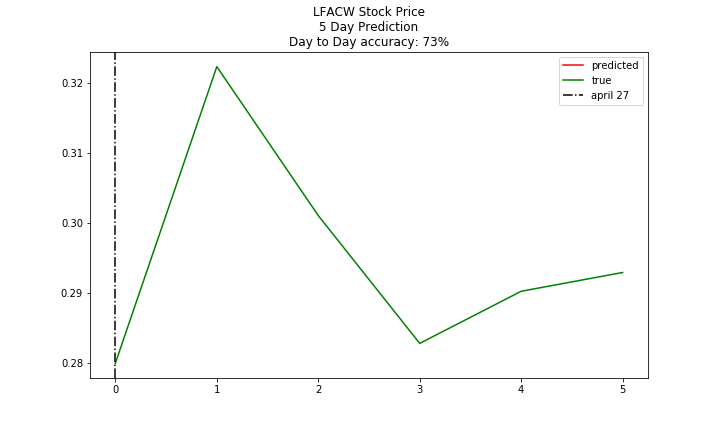 LFACW Stock Price
5 Day Prediction
Day to Day accuracy: 73%
predicted
true
april 27
0.32
0.31
0.30
0.29
0.28
0 1 2 3 4 5